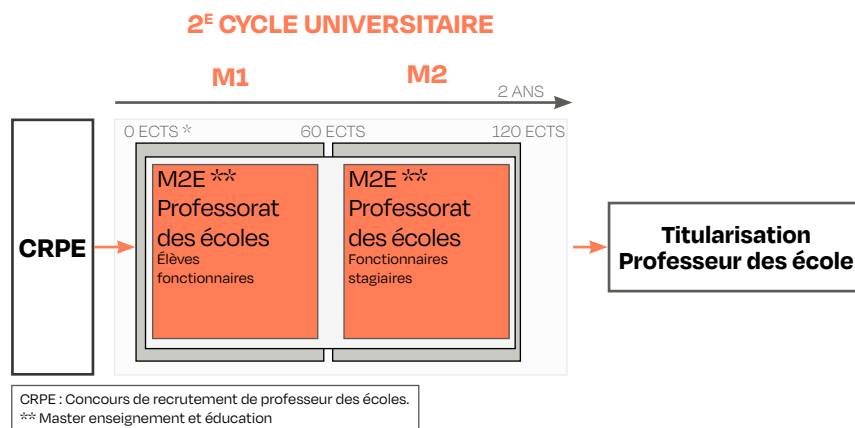 2E CYCLE UNIVERSITAIRE
M1
M2
2 ANS
0 ECTS *
60 ECTS
120 ECTS
CRPE
M2E **
Professorat
des écoles
Élèves
fonctionnaires
M2E **
Professorat
des écoles
Fonctionnaires
stagiaires
Titularisation
Professeur des école
CRPE : Concours de recrutement de professeur des écoles.
** Master enseignement et éducation